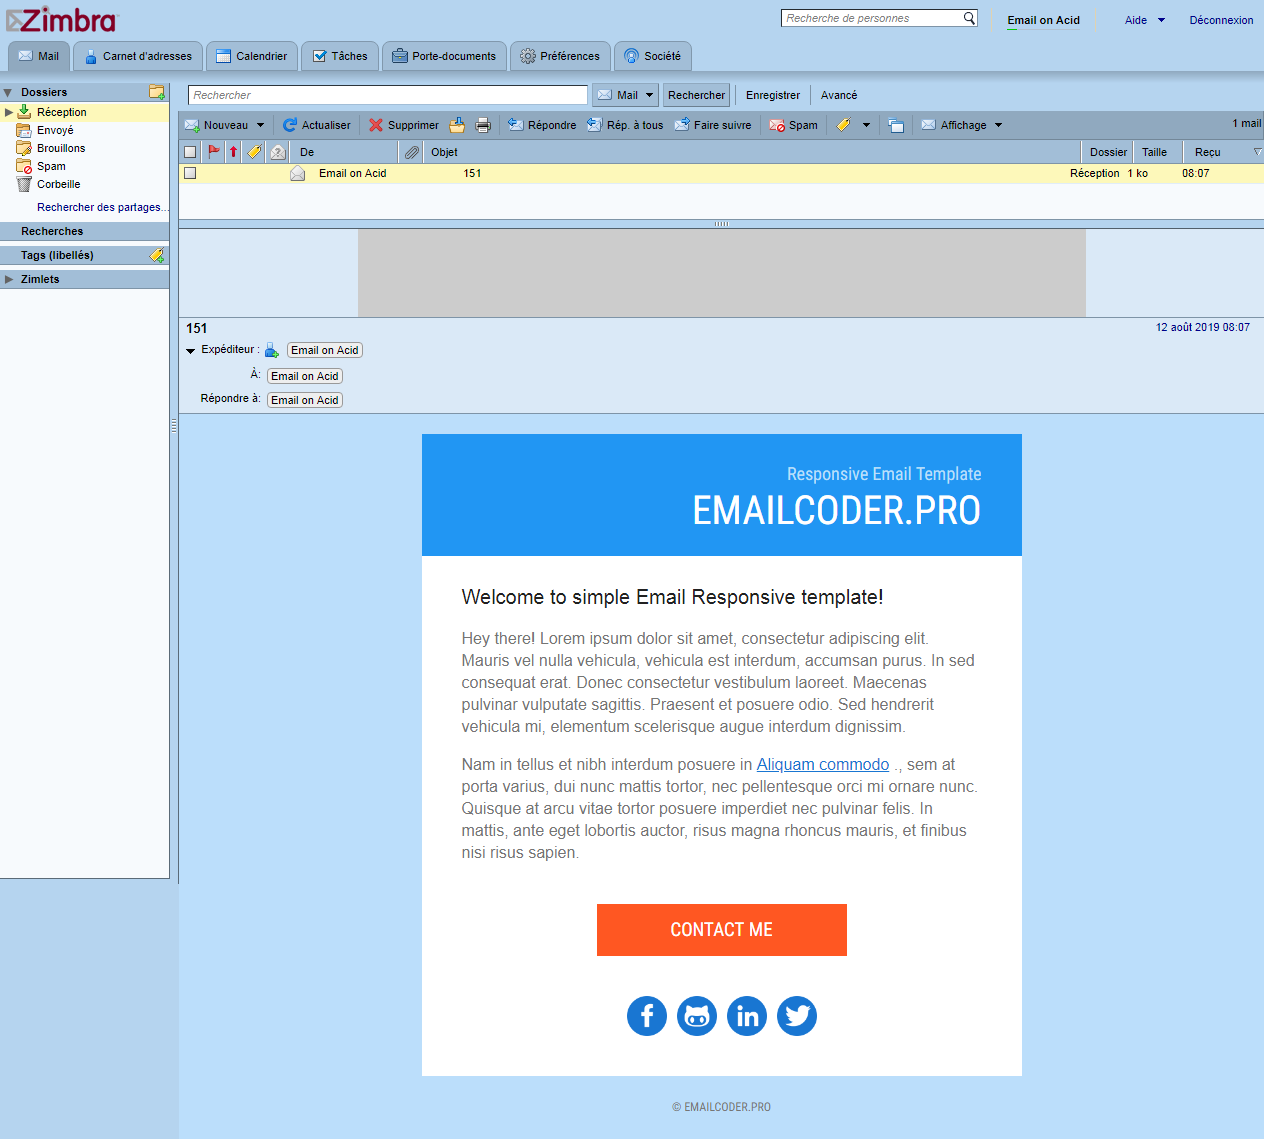 Zimbra
Recherche de personnes
Email on Acid
Aide
Déconnexion
Mail
Carnet d'adresses
Calendrier
Tâches
Porte-documents
Préférences
Société
Dossiers
Réception
Envoyé
Brouillons
Spam
Corbeille
Rechercher des partages...
Recherches
Tags (libellés)
Zimlets
Rechercher
Mail
Rechercher
Enregistrer
Avancé
Nouveau
Actualiser
Supprimer
Répondre
Rép. à tous
Faire suivre
Spam
Affichage
1 mail
De
Objet
Dossier
Taille
Reçu
Email on Acid
151
Réception
1 ko
08:07
151
12 août 2019 08:07
Expéditeur : Email on Acid
À: Email on Acid
Répondre à: Email on Acid
Responsive Email Template
EMAILCODER.PRO
Welcome to simple Email Responsive template!
Hey there! Lorem ipsum dolor sit amet, consectetur adipiscing elit.
Mauris vel nulla vehicula, vehicula est interdum, accumsan purus. In sed
consequat erat. Donec consectetur vestibulum laoreet. Maecenas
pulvinar vulputate sagittis. Praesent et posuere odio. Sed hendrerit
vehicula mi, elementum scelerisque augue interdum dignissim.
Nam in tellus et nibh interdum posuere in Aliquam commodo ., sem at
porta varius, dui nunc mattis tortor, nec pellentesque orci mi ornare nunc.
Quisque at arcu vitae tortor posuere imperdiet nec pulvinar felis. In
mattis, ante eget lobortis auctor, risus magna rhoncus mauris, et finibus
nisi risus sapien.
CONTACT ME
© EMAILCODER.PRO